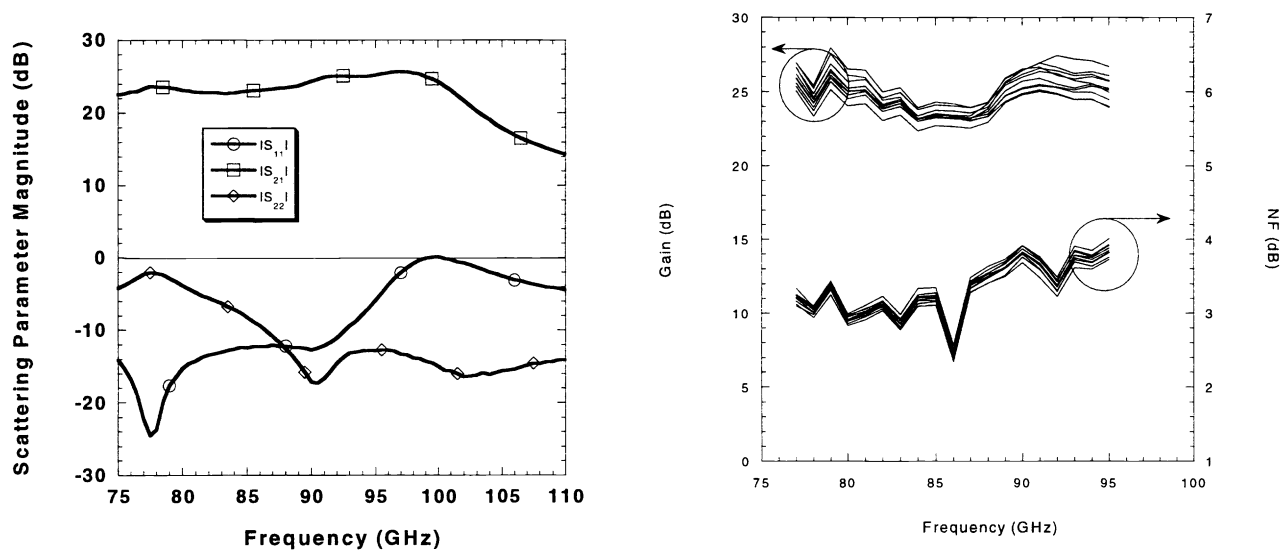 Scattering Parameter Magnitude (dB)
30
20
10
0
-10
-20
-30
|S11|
|S21|
|S22|
75 80 85 90 95 100 105 110
Frequency (GHz)
Gain (dB)
30
25
20
15
10
5
0
7
6
5
4
3
2
1
NF (dB)
75 80 85 90 95 100
Frequency (GHz)